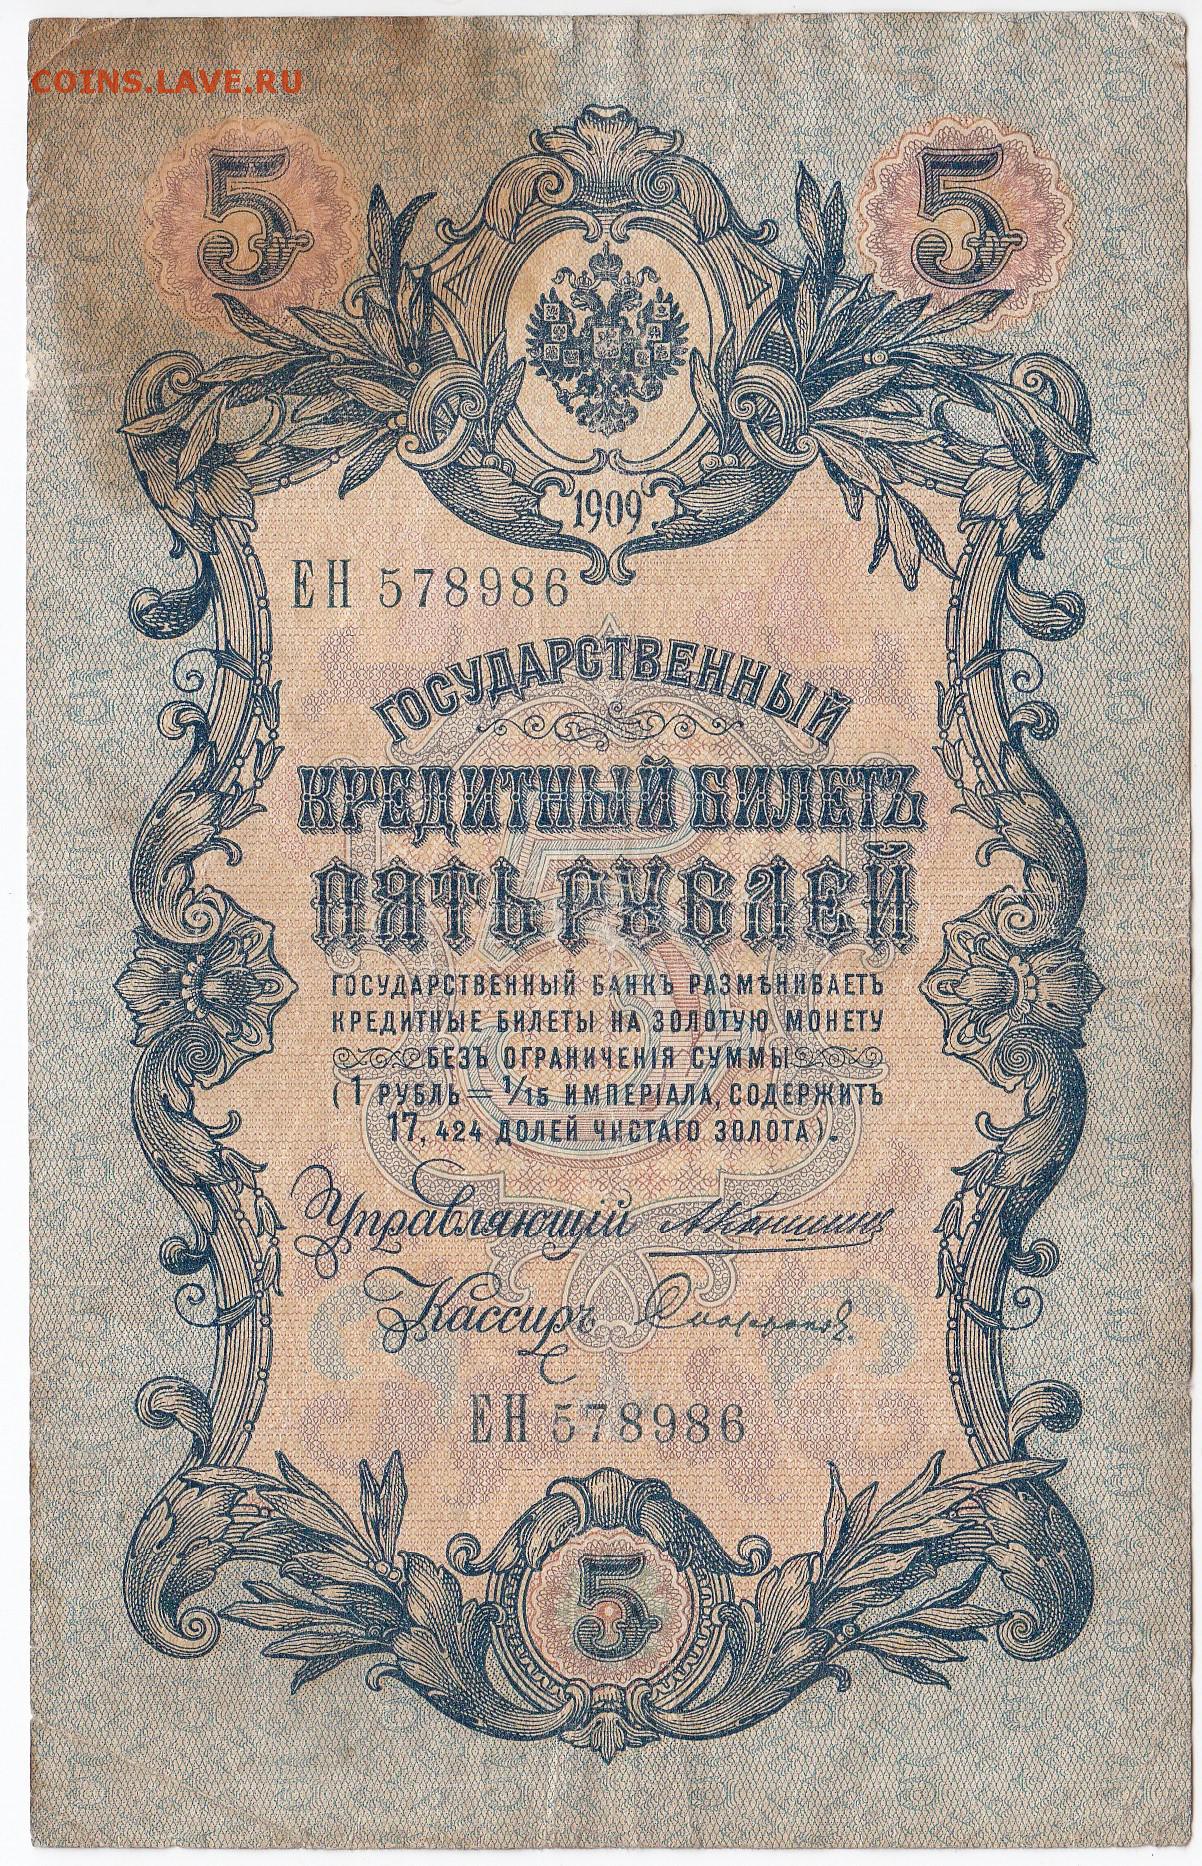 COINS.LAVE.RU
5 5
1909
ЕН 578986
ГОСУДАРСТВЕННЫЙ
КРЕДИТНЫЙ БИЛЕТЪ
ПЯТЬ РУБЛЕЙ
ГОСУДАРСТВЕННЫЙ БАНКЪ РАЗМѢНИВАЕТЪ
КРЕДИТНЫЕ БИЛЕТЫ НА ЗОЛОТУЮ МОНЕТУ
БЕЗЪ ОГРАНИЧЕНІЯ СУММЫ
(1 РУБЛЬ = 1/15 ИМПЕРІАЛА, СОДЕРЖИТЪ
17,424 ДОЛЕЙ ЧИСТАГО ЗОЛОТА).
Управляющій АКоншинъ
Кассиръ
ЕН 578986
5